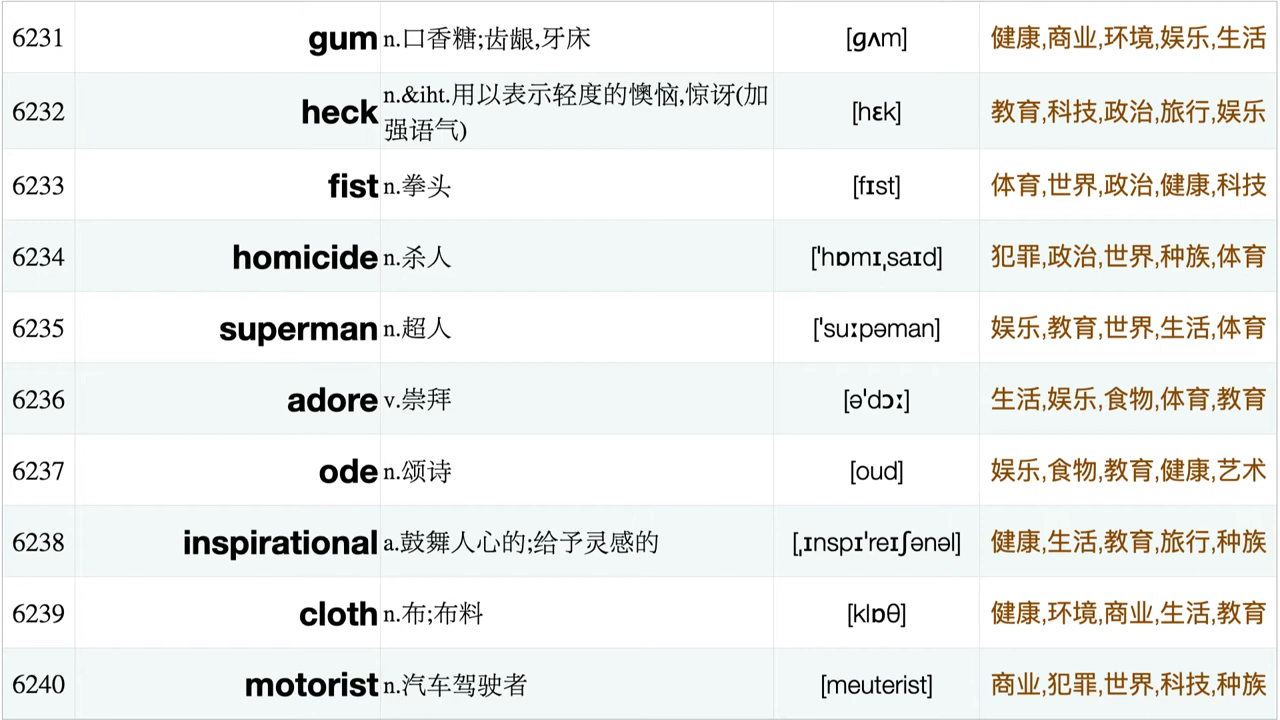 6231 gum n.口香糖;齿龈,牙床 [ɡʌm] 健康,商业,环境,娱乐,生活
6232 heck n.&iht.用以表示轻度的懊恼,惊讶(加强语气) [hɛk] 教育,科技,政治,旅行,娱乐
6233 fist n.拳头 [fɪst] 体育,世界,政治,健康,科技
6234 homicide n.杀人 [ˈhɒmɪˌsaɪd] 犯罪,政治,世界,种族,体育
6235 superman n.超人 [ˈsuːpəman] 娱乐,教育,世界,生活,体育
6236 adore v.崇拜 [əˈdɔː] 生活,娱乐,食物,体育,教育
6237 ode n.颂诗 [oud] 娱乐,食物,教育,健康,艺术
6238 inspirational a.鼓舞人心的;给予灵感的 [ˌɪnspɪˈreɪʃənəl] 健康,生活,教育,旅行,种族
6239 cloth n.布;布料 [klɒθ] 健康,环境,商业,生活,教育
6240 motorist n.汽车驾驶者 [meuterist] 商业,犯罪,世界,科技,种族